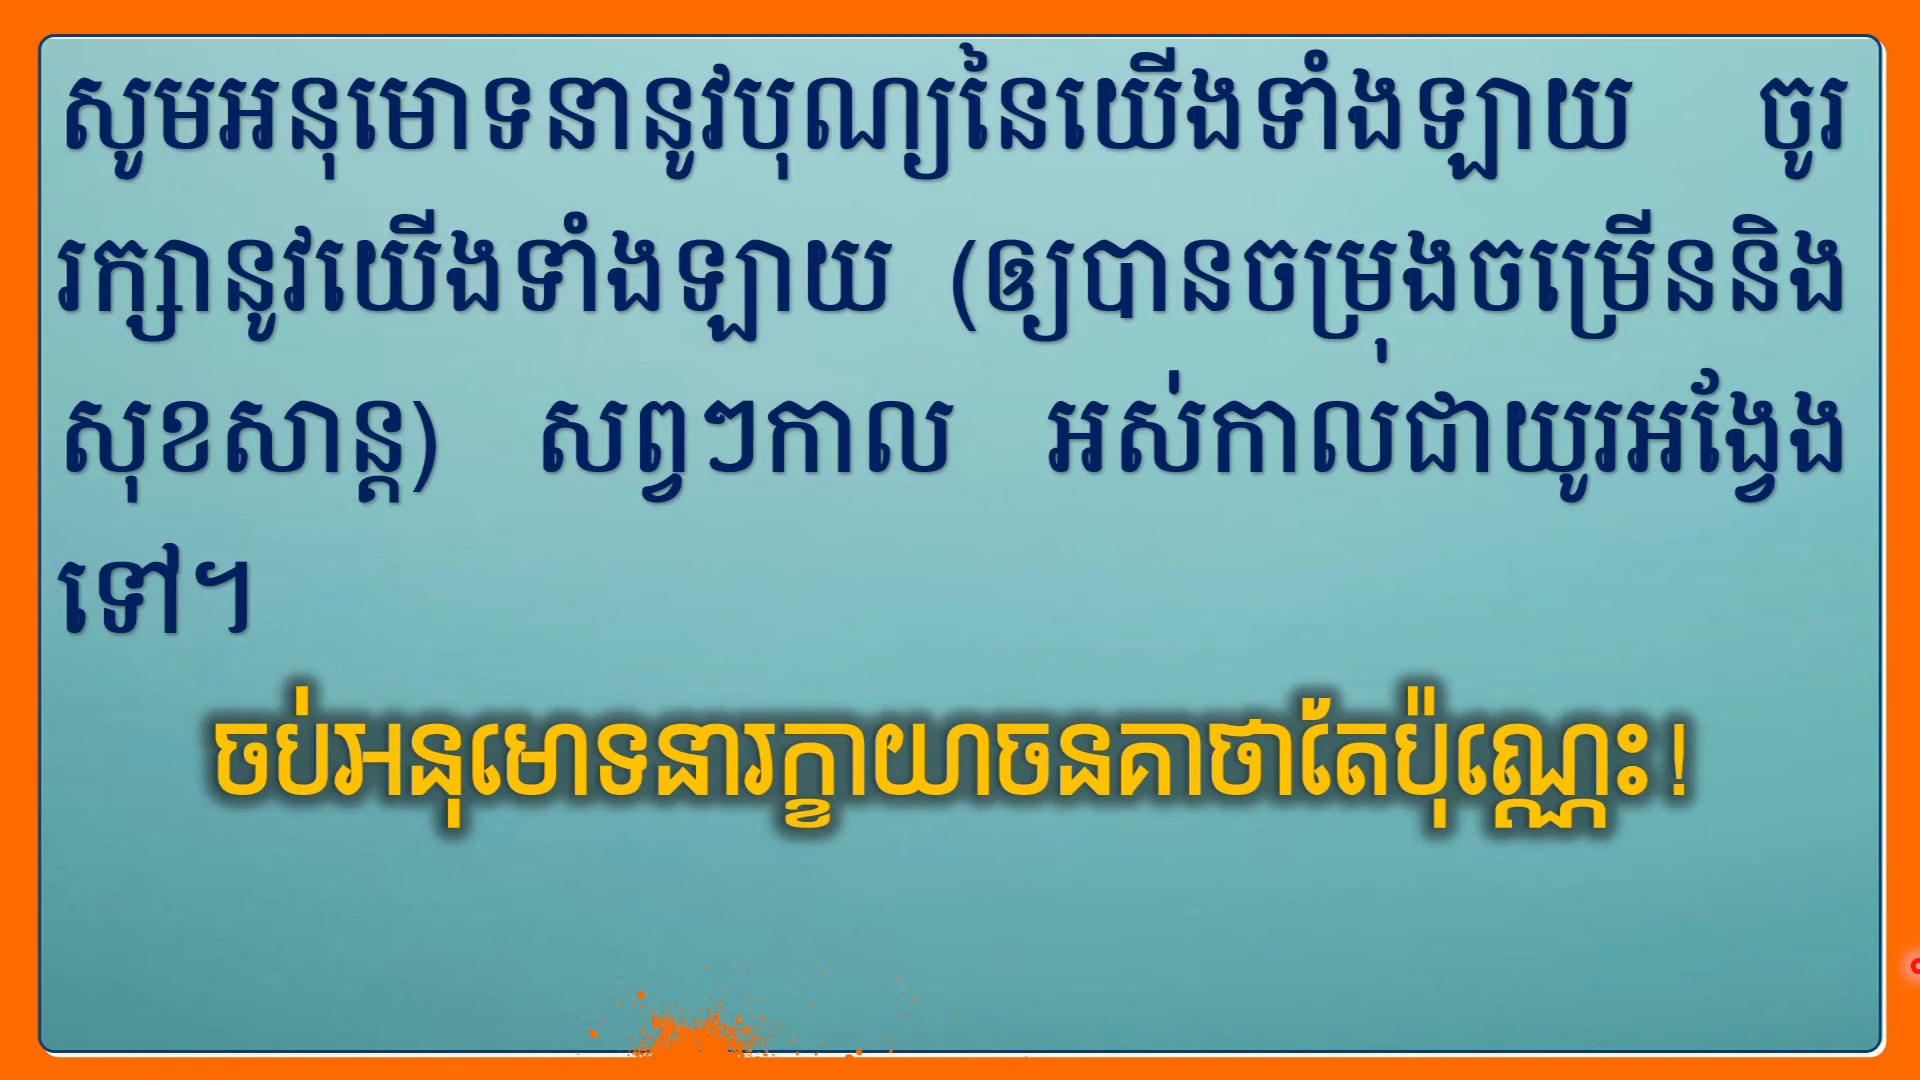 សូមអនុមោទនានូវបុណ្យនៃយើងទាំងឡាយ ចូរ
រក្សានូវយើងទាំងឡាយ (ឲ្យបានចម្រុងចម្រើននិង
សុខសាន្ត) សព្វៗកាល អស់កាលជាយូរអង្វែង
ទៅ។
ចប់អនុមោទនារក្ខាយាចនគាថាតែប៉ុណ្ណេះ!